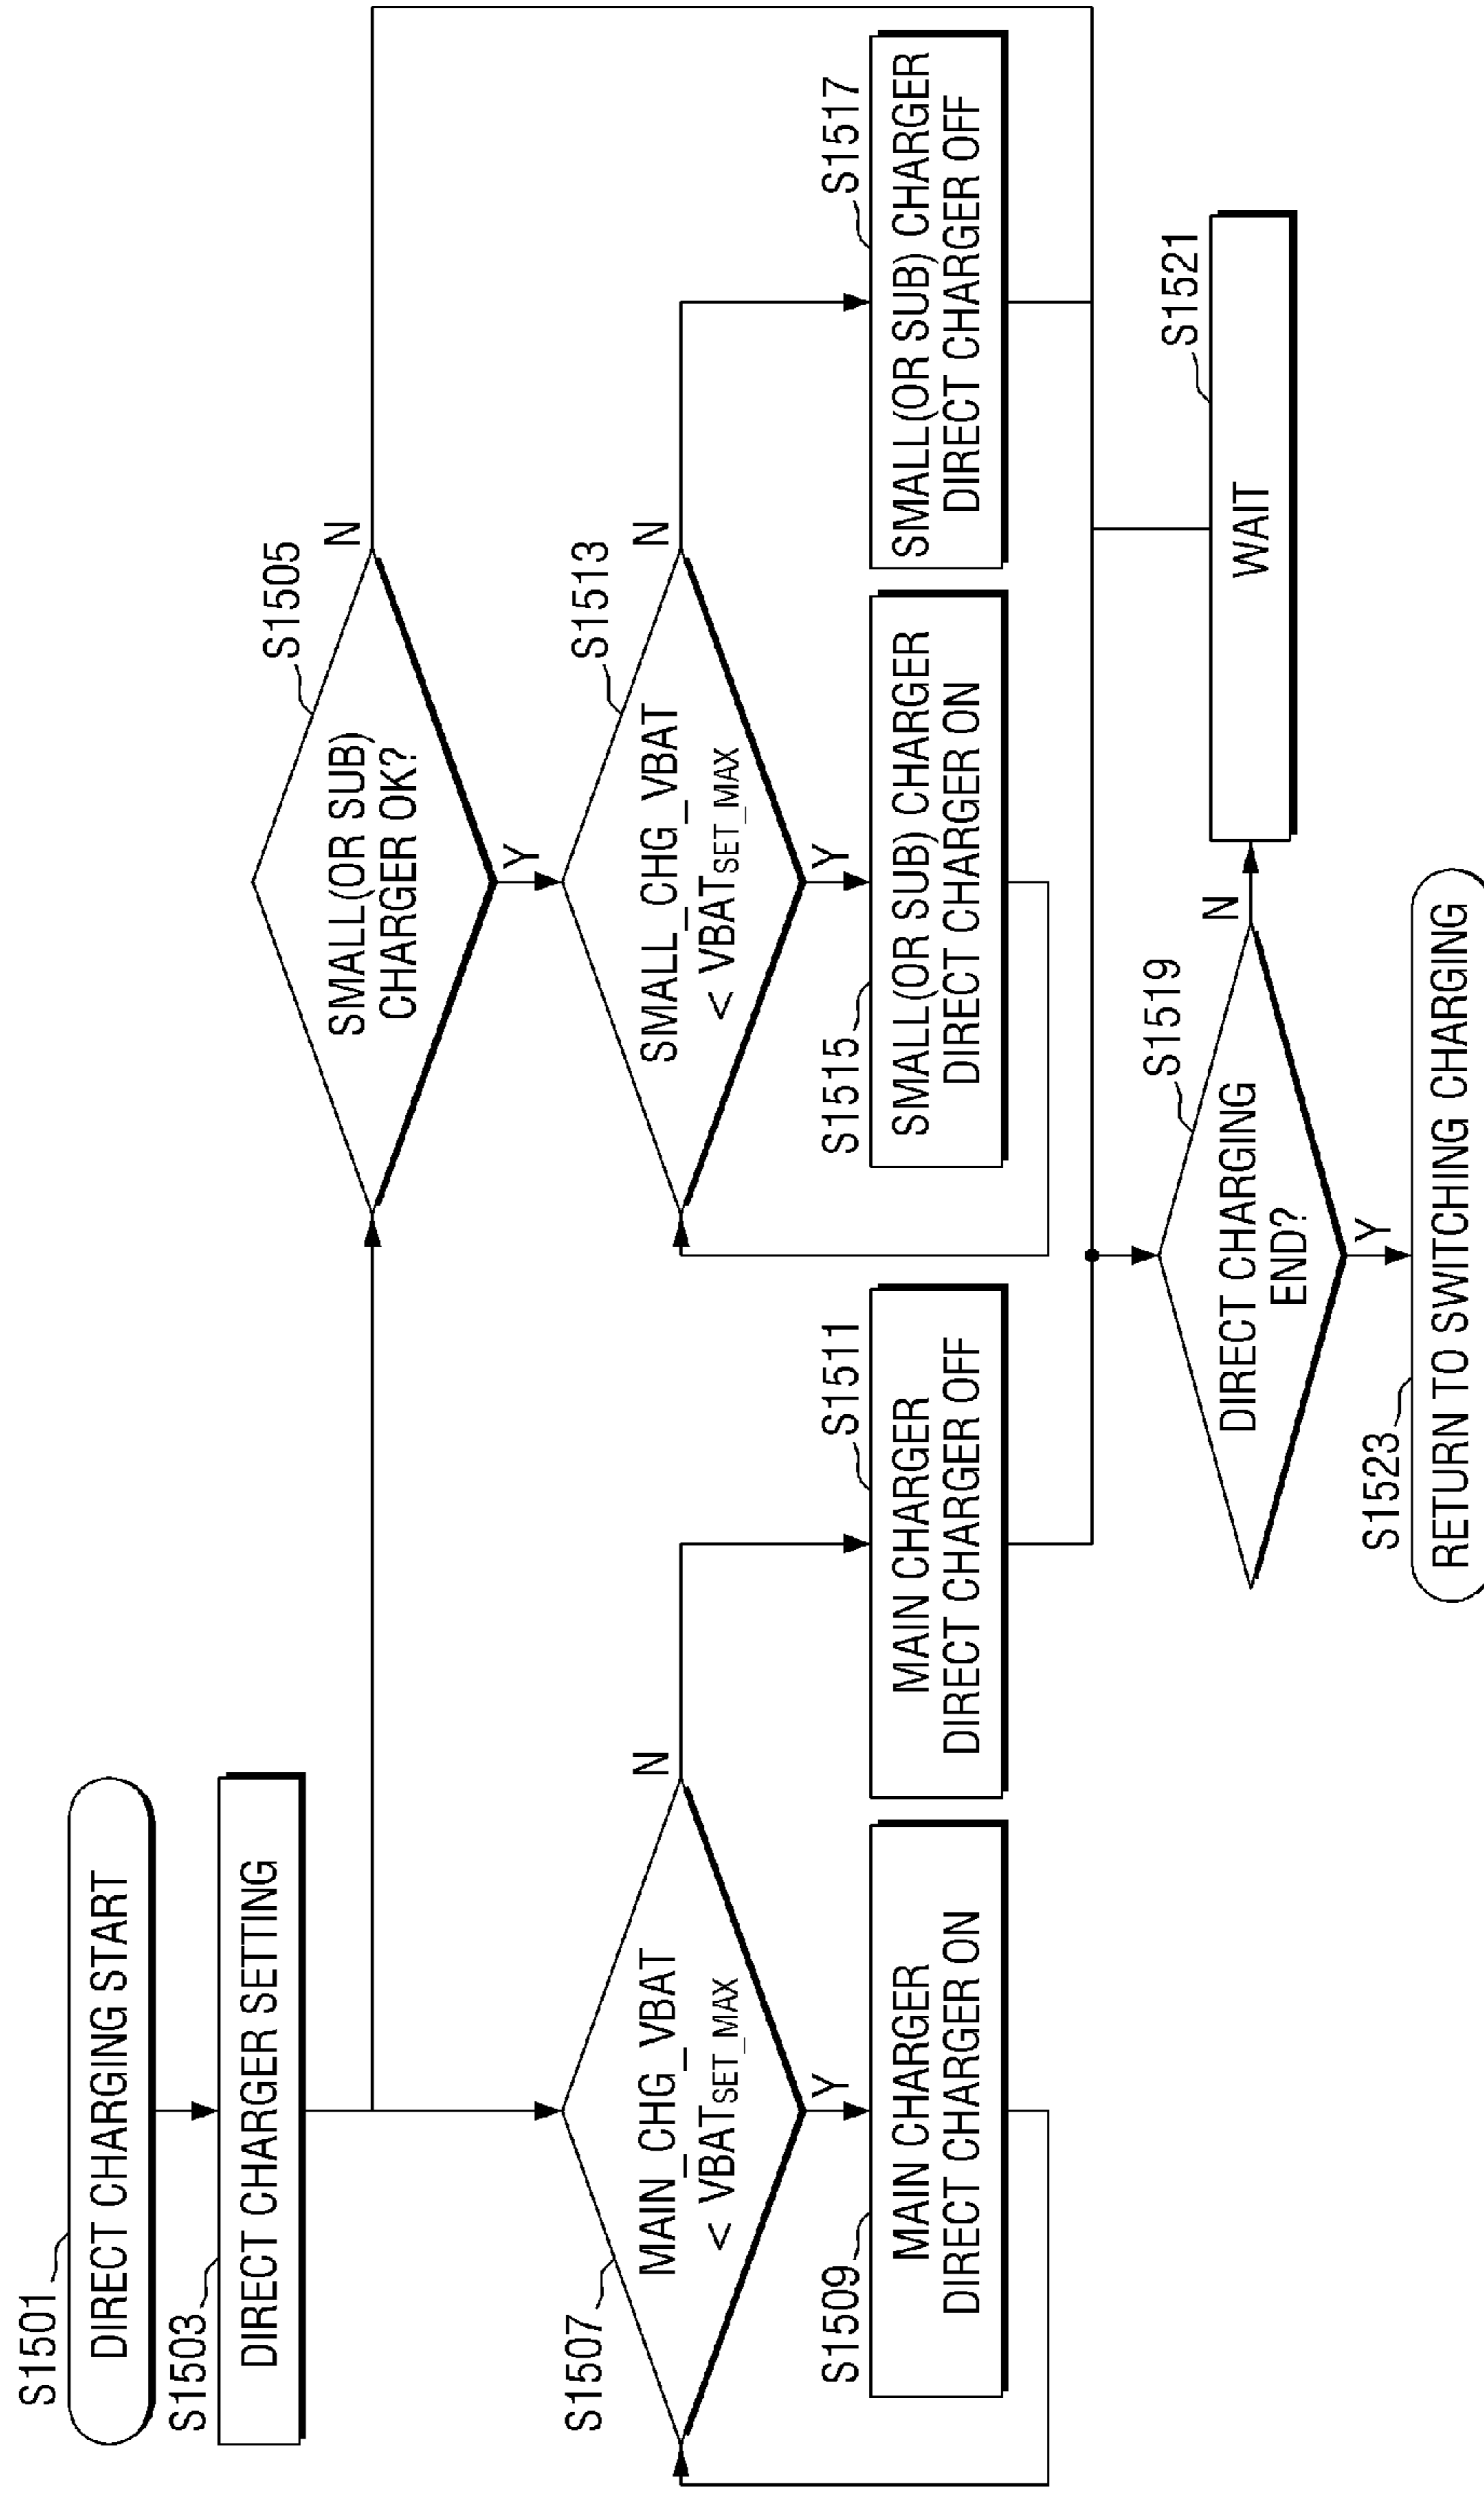 S1501
DIRECT CHARGING START
S1503
DIRECT CHARGER SETTING
S1505
SMALL(OR SUB)
CHARGER OK?
N
Y
S1507
MAIN_CHG_VBAT
< VBATSET_MAX
N
Y
S1513
SMALL_CHG_VBAT
< VBATSET_MAX
N
Y
S1509
MAIN CHARGER
DIRECT CHARGER ON
S1511
MAIN CHARGER
DIRECT CHARGER OFF
S1515
SMALL(OR SUB) CHARGER
DIRECT CHARGER ON
S1517
SMALL(OR SUB) CHARGER
DIRECT CHARGER OFF
S1519
DIRECT CHARGING
END?
N
Y
S1521
WAIT
S1523
RETURN TO SWITCHING CHARGING